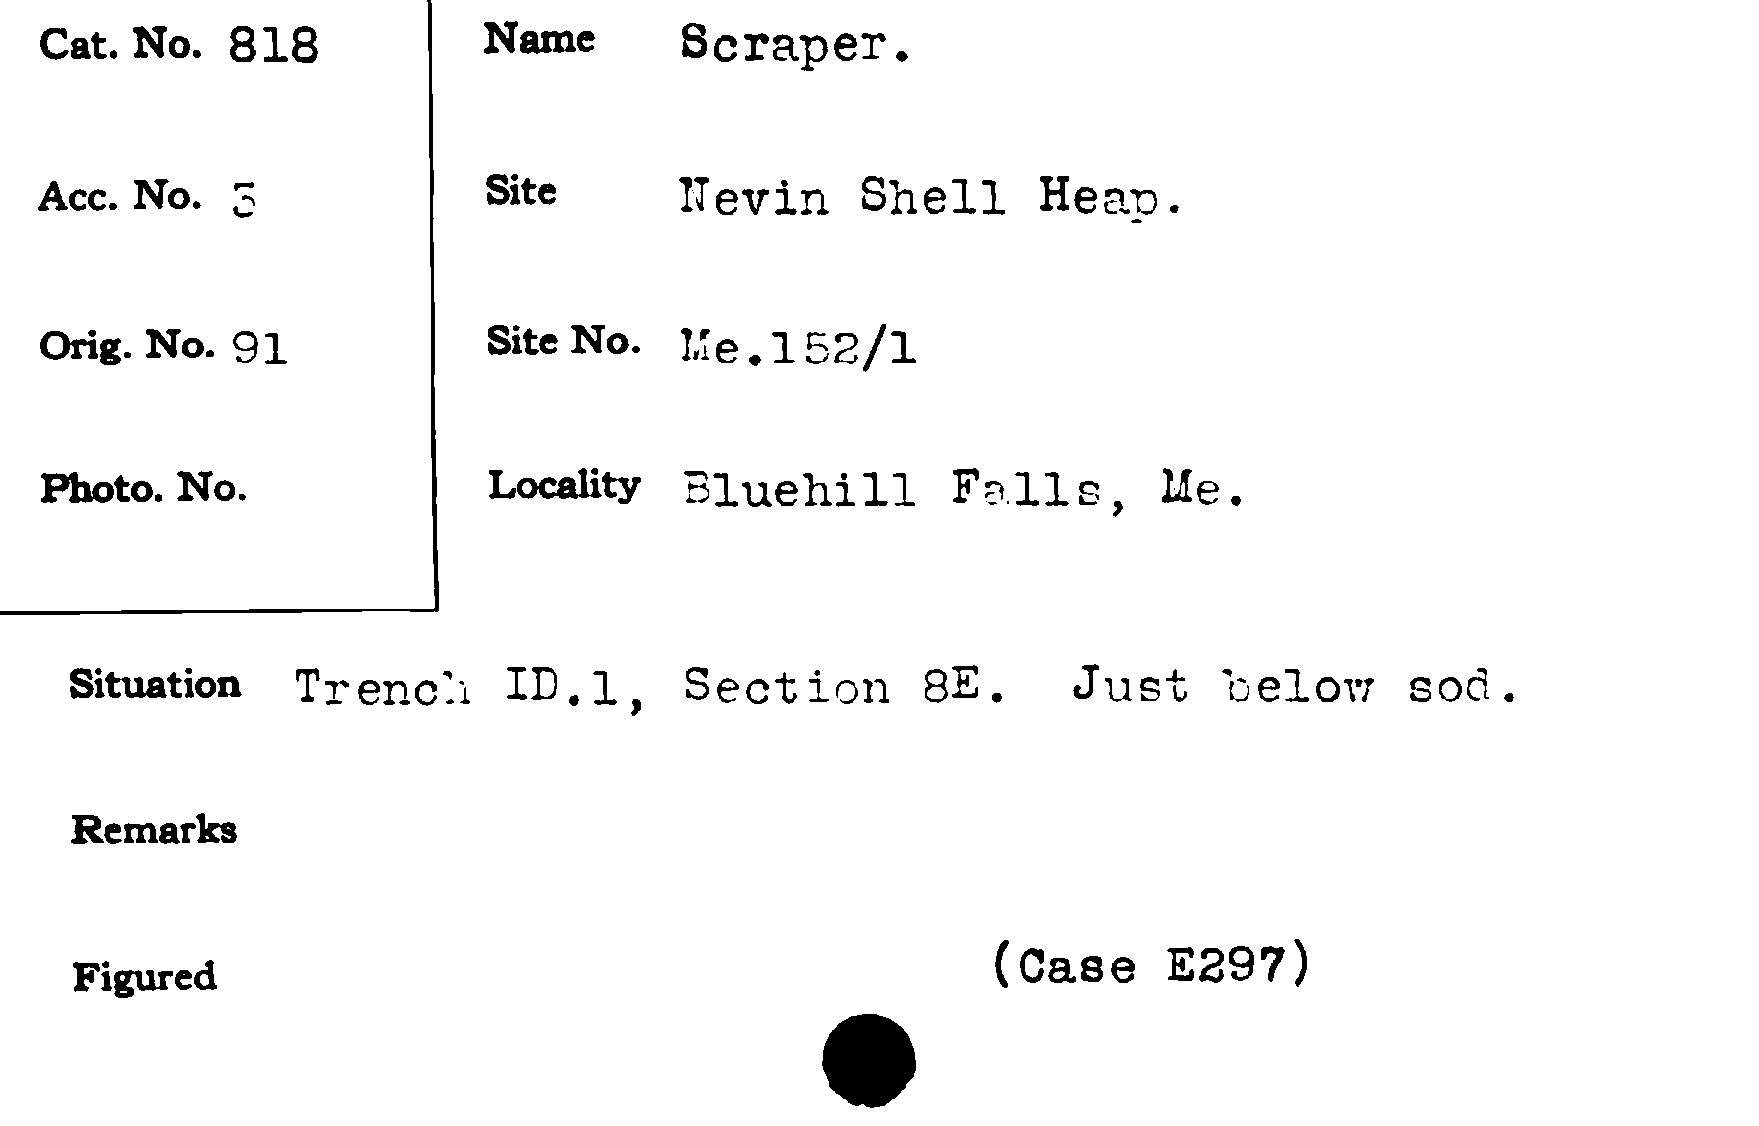 Cat. No. 818
Name Scraper.
Acc. No. 3
Site Nevin Shell Heap.
Orig. No. 91
Site No. Me.152/1
Photo. No.
Locality Bluehill Falls, Me.
Situation Trench ID.1, Section 8E. Just below sod.
Remarks
Figured
(Case E297)